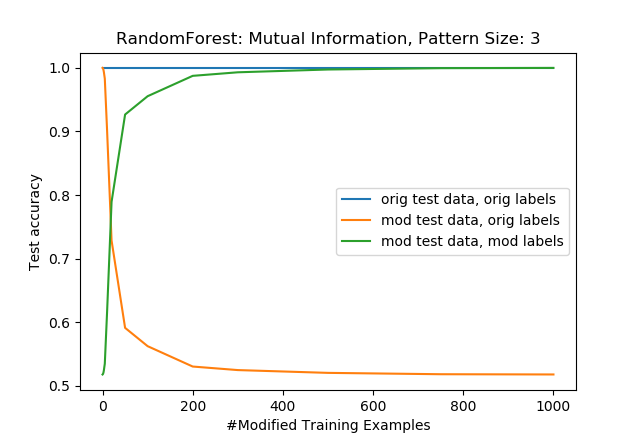 RandomForest: Mutual Information, Pattern Size: 3
1.0
0.9
0.8
0.7
0.6
0.5
Test accuracy
orig test data, orig labels
mod test data, orig labels
mod test data, mod labels
0 200 400 600 800 1000
#Modified Training Examples